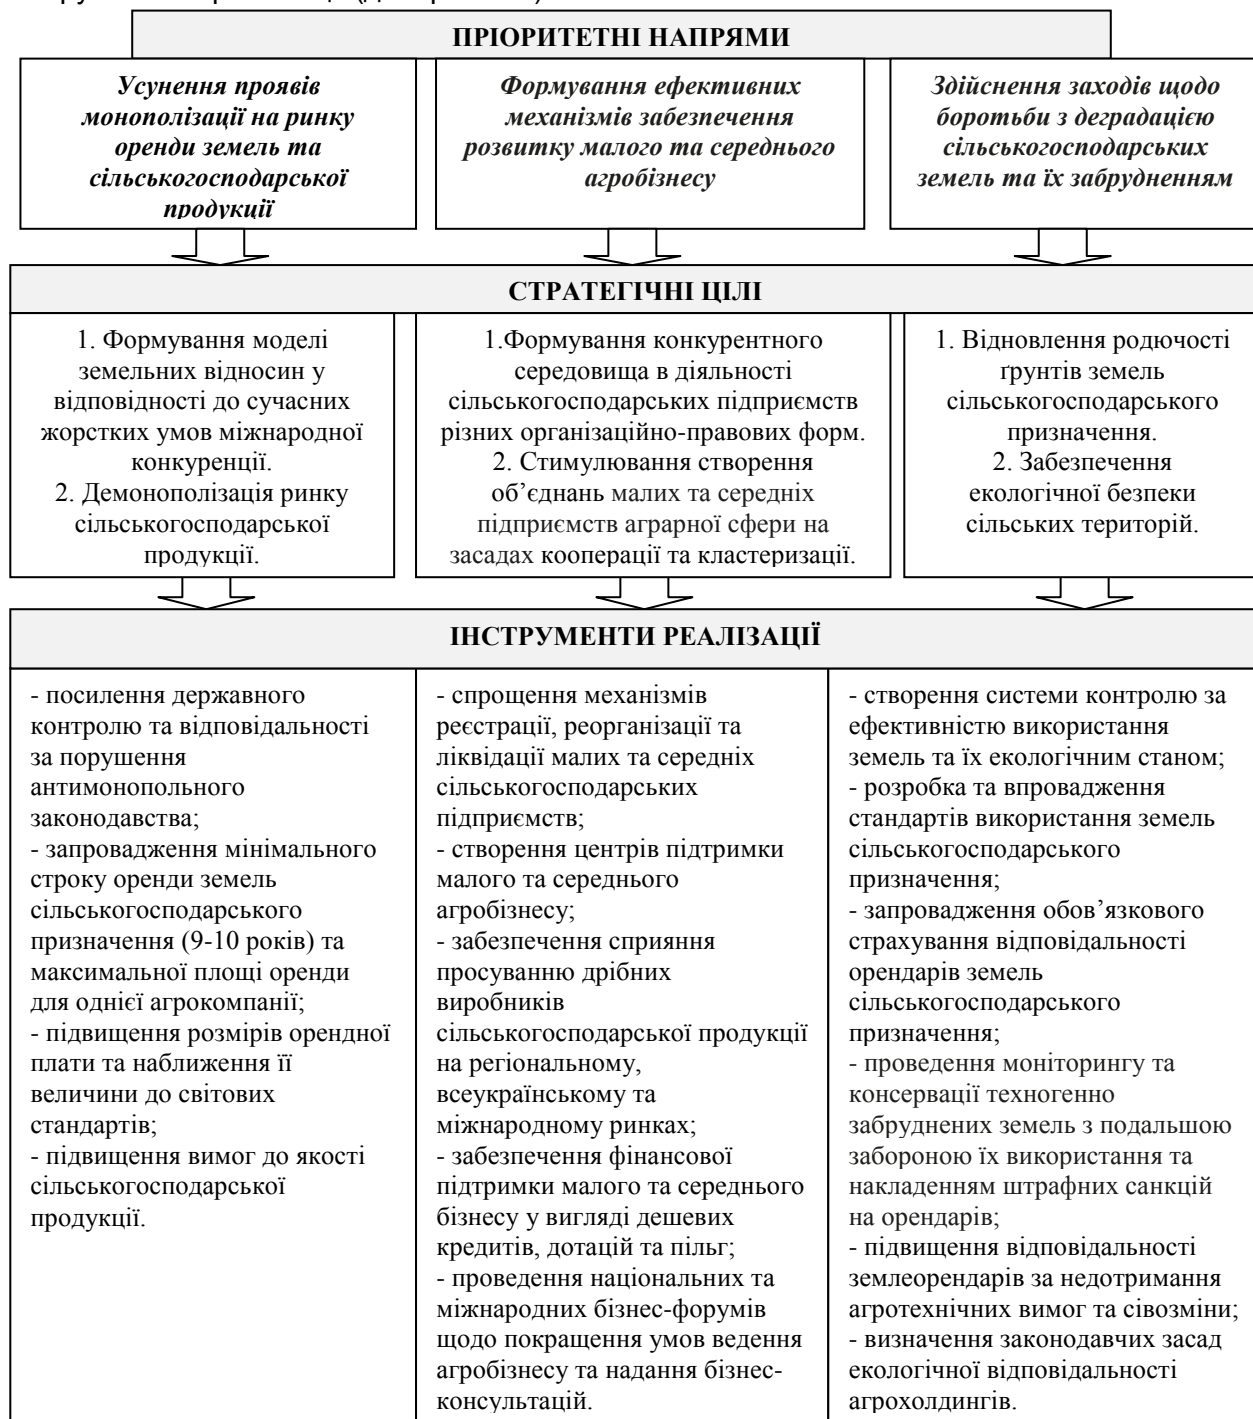 ПРІОРИТЕТНІ НАПРЯМИ
Усунення проявів
монополізації на ринку
оренди земель та
сільськогосподарської
продукції
Формування ефективних
механізмів забезпечення
розвитку малого та середнього
агробізнесу
Здійснення заходів щодо
боротьби з деградацією
сільськогосподарських
земель та їх забрудненням
СТРАТЕГІЧНІ ЦІЛІ
1. Формування моделі
земельних відносин у
відповідності до сучасних
жорстких умов міжнародної
конкуренції.
2. Демонополізація ринку
сільськогосподарської
продукції.
1.Формування конкурентного
середовища в діяльності
сільськогосподарських підприємств
різних організаційно-правових форм.
2. Стимулювання створення
об’єднань малих та середніх
підприємств аграрної сфери на
засадах кооперації та кластеризації.
1. Відновлення родючості
ґрунтів земель
сільськогосподарського
призначення.
2. Забезпечення
екологічної безпеки
сільських територій.
ІНСТРУМЕНТИ РЕАЛІЗАЦІЇ
- посилення державного
контролю та відповідальності
за порушення
антимонопольного
законодавства;
- запровадження мінімального
строку оренди земель
сільськогосподарського
призначення (9-10 років) та
максимальної площі оренди
для однієї агрокомпанії;
- підвищення розмірів орендної
плати та наближення її
величини до світових
стандартів;
- підвищення вимог до якості
сільськогосподарської
продукції.
- спрощення механізмів
реєстрації, реорганізації та
ліквідації малих та середніх
сільськогосподарських
підприємств;
- створення центрів підтримки
малого та середнього
агробізнесу;
- забезпечення сприяння
просуванню дрібних
виробників
сільськогосподарської продукції
на регіональному,
всеукраїнському та
міжнародному ринках;
- забезпечення фінансової
підтримки малого та середнього
бізнесу у вигляді дешевих
кредитів, дотацій та пільг;
- проведення національних та
міжнародних бізнес-форумів
щодо покращення умов ведення
агробізнесу та надання бізнес-
консультацій.
- створення системи контролю за
ефективністю використання
земель та їх екологічним станом;
- розробка та впровадження
стандартів використання земель
сільськогосподарського
призначення;
- запровадження обов’язкового
страхування відповідальності
орендарів земель
сільськогосподарського
призначення;
- проведення моніторингу та
консервації техногенно
забруднених земель з подальшою
забороною їх використання та
накладенням штрафних санкцій
на орендарів;
- підвищення відповідальності
землеорендарів за недотримання
агротехнічних вимог та сівозміни;
- визначення законодавчих засад
екологічної відповідальності
агрохолдингів.